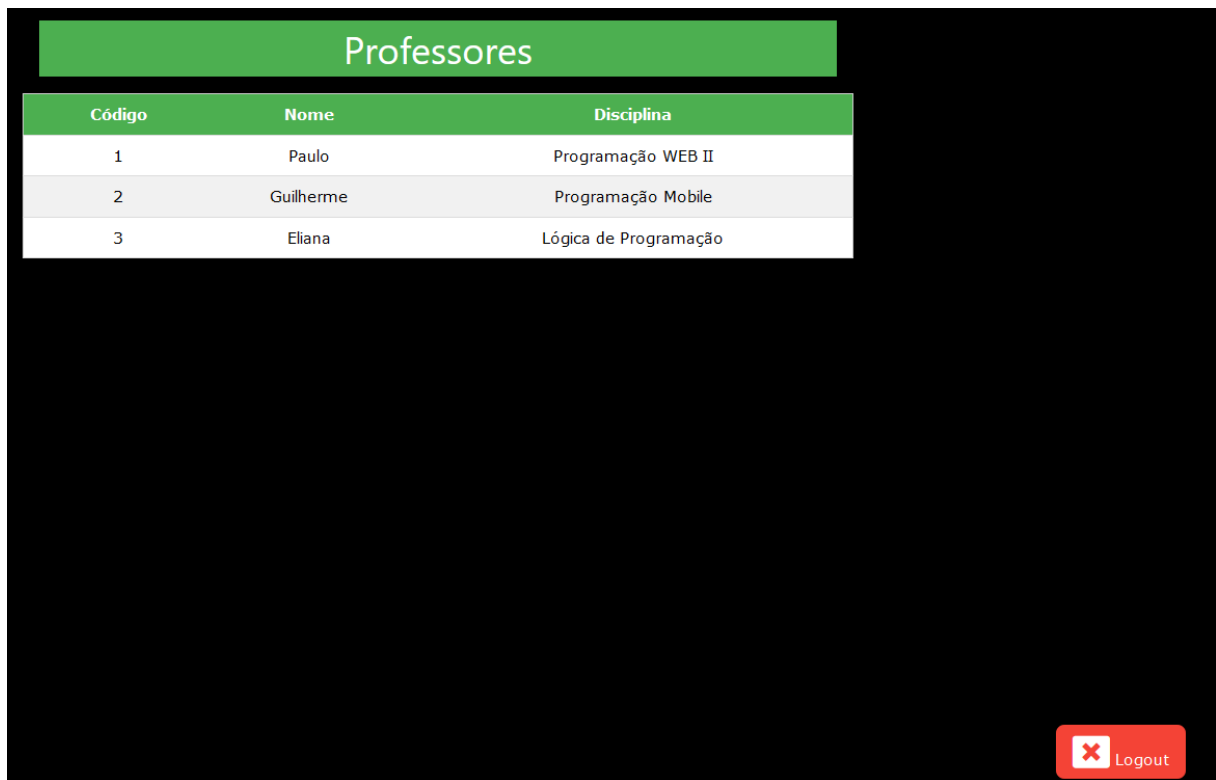 Professores
Código Nome Disciplina
1 Paulo Programação WEB II
2 Guilherme Programação Mobile
3 Eliana Lógica de Programação
Logout